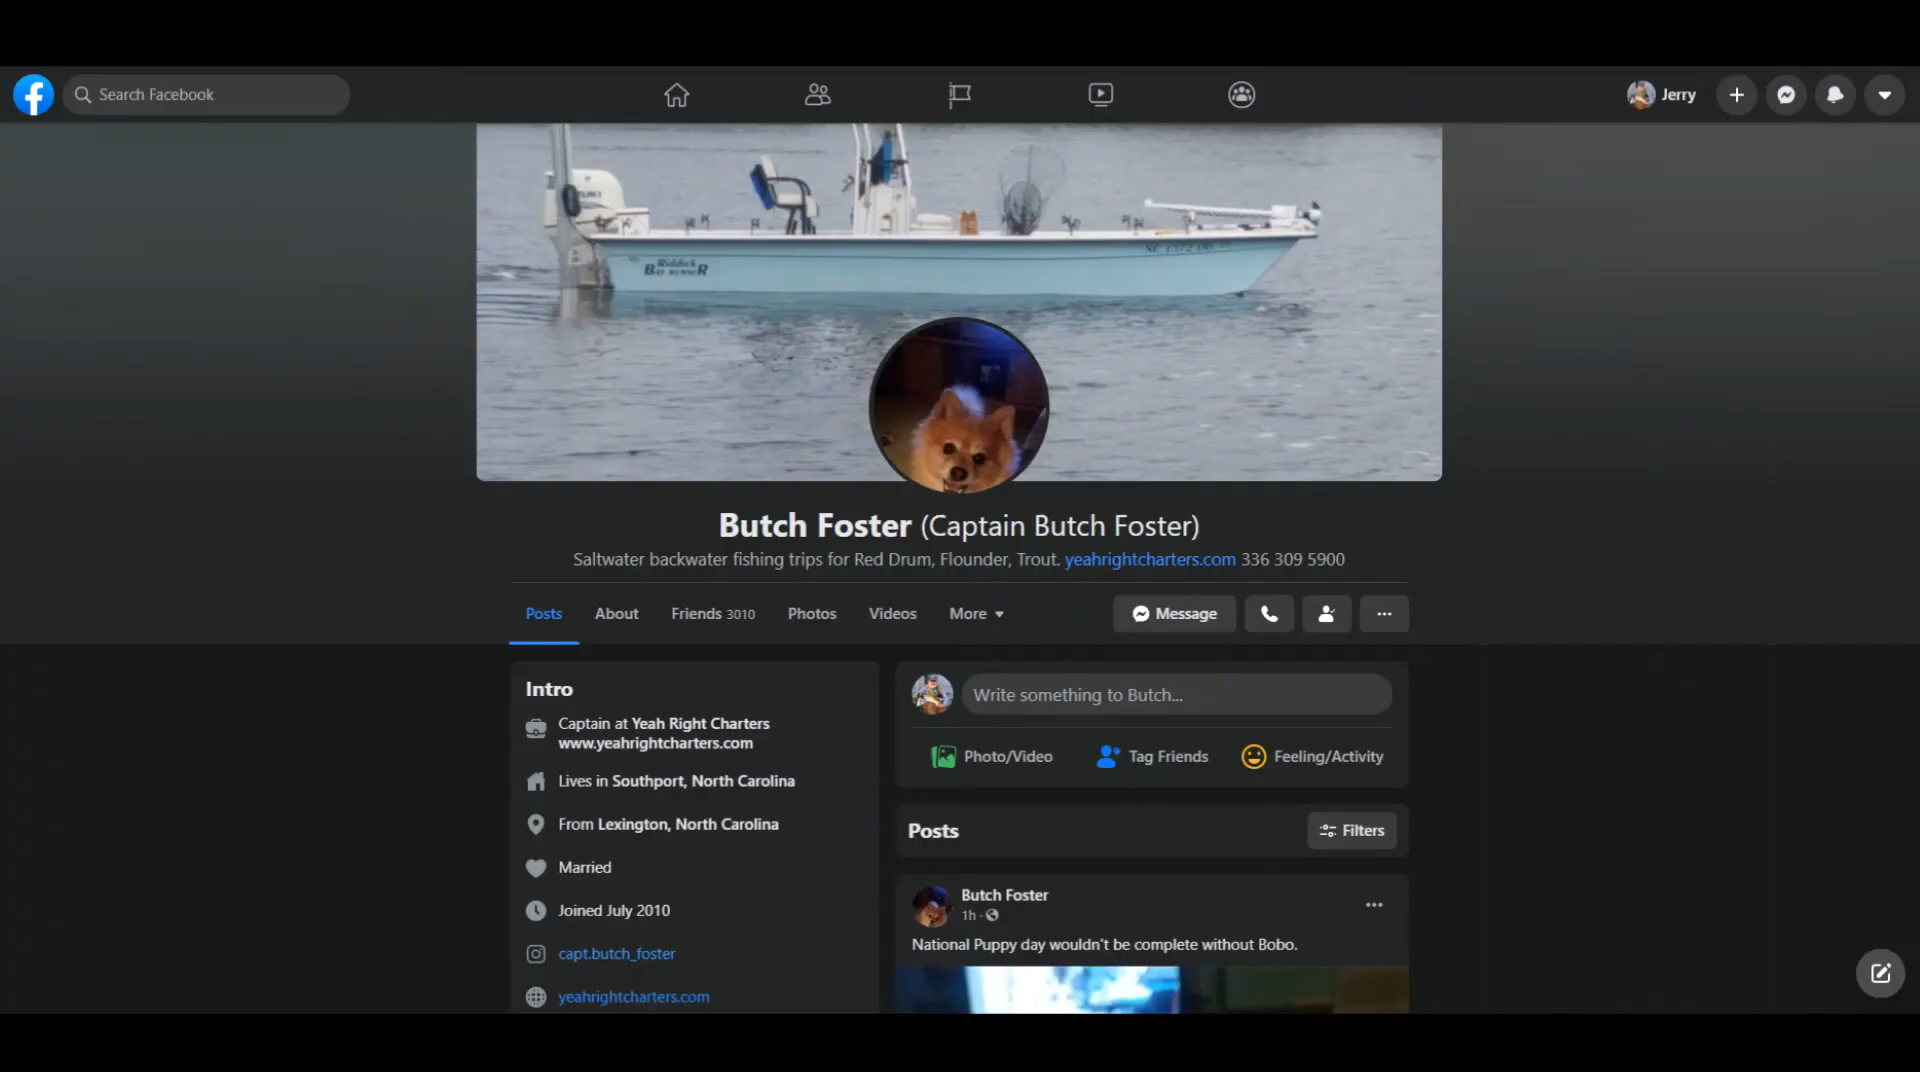 Search Facebook
Jerry
Riddick
BAY RUNNER
Butch Foster (Captain Butch Foster)
Saltwater backwater fishing trips for Red Drum, Flounder, Trout. yeahrightcharters.com 336 309 5900
Posts About Friends 3010 Photos Videos More Message
Intro
Captain at Yeah Right Charters
www.yeahrightcharters.com
Lives in Southport, North Carolina
From Lexington, North Carolina
Married
Joined July 2010
capt.butch_foster
yeahrightcharters.com
Write something to Butch...
Photo/Video Tag Friends Feeling/Activity
Posts Filters
Butch Foster
1h ·
National Puppy day wouldn't be complete without Bobo.